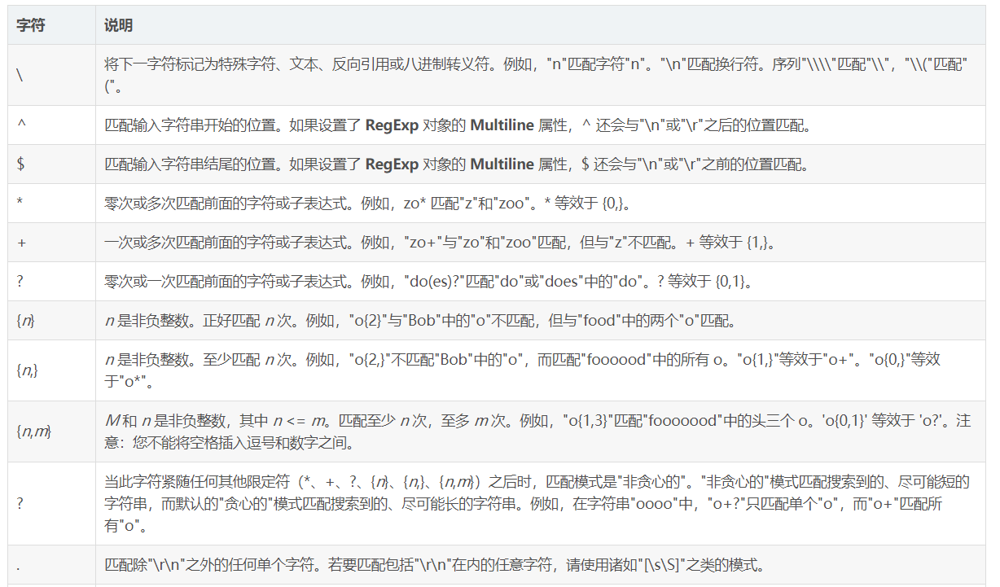 字符 说明
\ 将下一字符标记为特殊字符、文本、反向引用或八进制转义符。例如，"n"匹配字符"n"。"\n"匹配换行符。序列"\\\\"匹配"\\"，"\\("匹配"
("。
^ 匹配输入字符串开始的位置。如果设置了 RegExp 对象的 Multiline 属性，^ 还会与"\n"或"\r"之后的位置匹配。
$ 匹配输入字符串结尾的位置。如果设置了 RegExp 对象的 Multiline 属性，$ 还会与"\n"或"\r"之前的位置匹配。
* 零次或多次匹配前面的字符或子表达式。例如，zo* 匹配"z"和"zoo"。* 等效于 {0,}。
+ 一次或多次匹配前面的字符或子表达式。例如，"zo+"与"zo"和"zoo"匹配，但与"z"不匹配。+ 等效于 {1,}。
? 零次或一次匹配前面的字符或子表达式。例如，"do(es)?"匹配"do"或"does"中的"do"。? 等效于 {0,1}。
{n} n 是非负整数。正好匹配 n 次。例如，"o{2}"与"Bob"中的"o"不匹配，但与"food"中的两个"o"匹配。
{n,} n 是非负整数。至少匹配 n 次。例如，"o{2,}"不匹配"Bob"中的"o"，而匹配"foooood"中的所有 o。"o{1,}"等效于"o+"。"o{0,}"等效
于"o*"。
{n,m} M 和 n 是非负整数，其中 n <= m。匹配至少 n 次，至多 m 次。例如，"o{1,3}"匹配"fooooood"中的头三个 o。'o{0,1}' 等效于 'o?'。注
意：您不能将空格插入逗号和数字之间。
? 当此字符紧随任何其他限定符（*、+、?、{n}、{n,}、{n,m}）之后时，匹配模式是"非贪心的"。"非贪心的"模式匹配搜索到的、尽可能短的
字符串，而默认的"贪心的"模式匹配搜索到的、尽可能长的字符串。例如，在字符串"oooo"中，"o+?"只匹配单个"o"，而"o+"匹配所
有"o"。
. 匹配除"\r\n"之外的任何单个字符。若要匹配包括"\r\n"在内的任意字符，请使用诸如"[\s\S]"之类的模式。